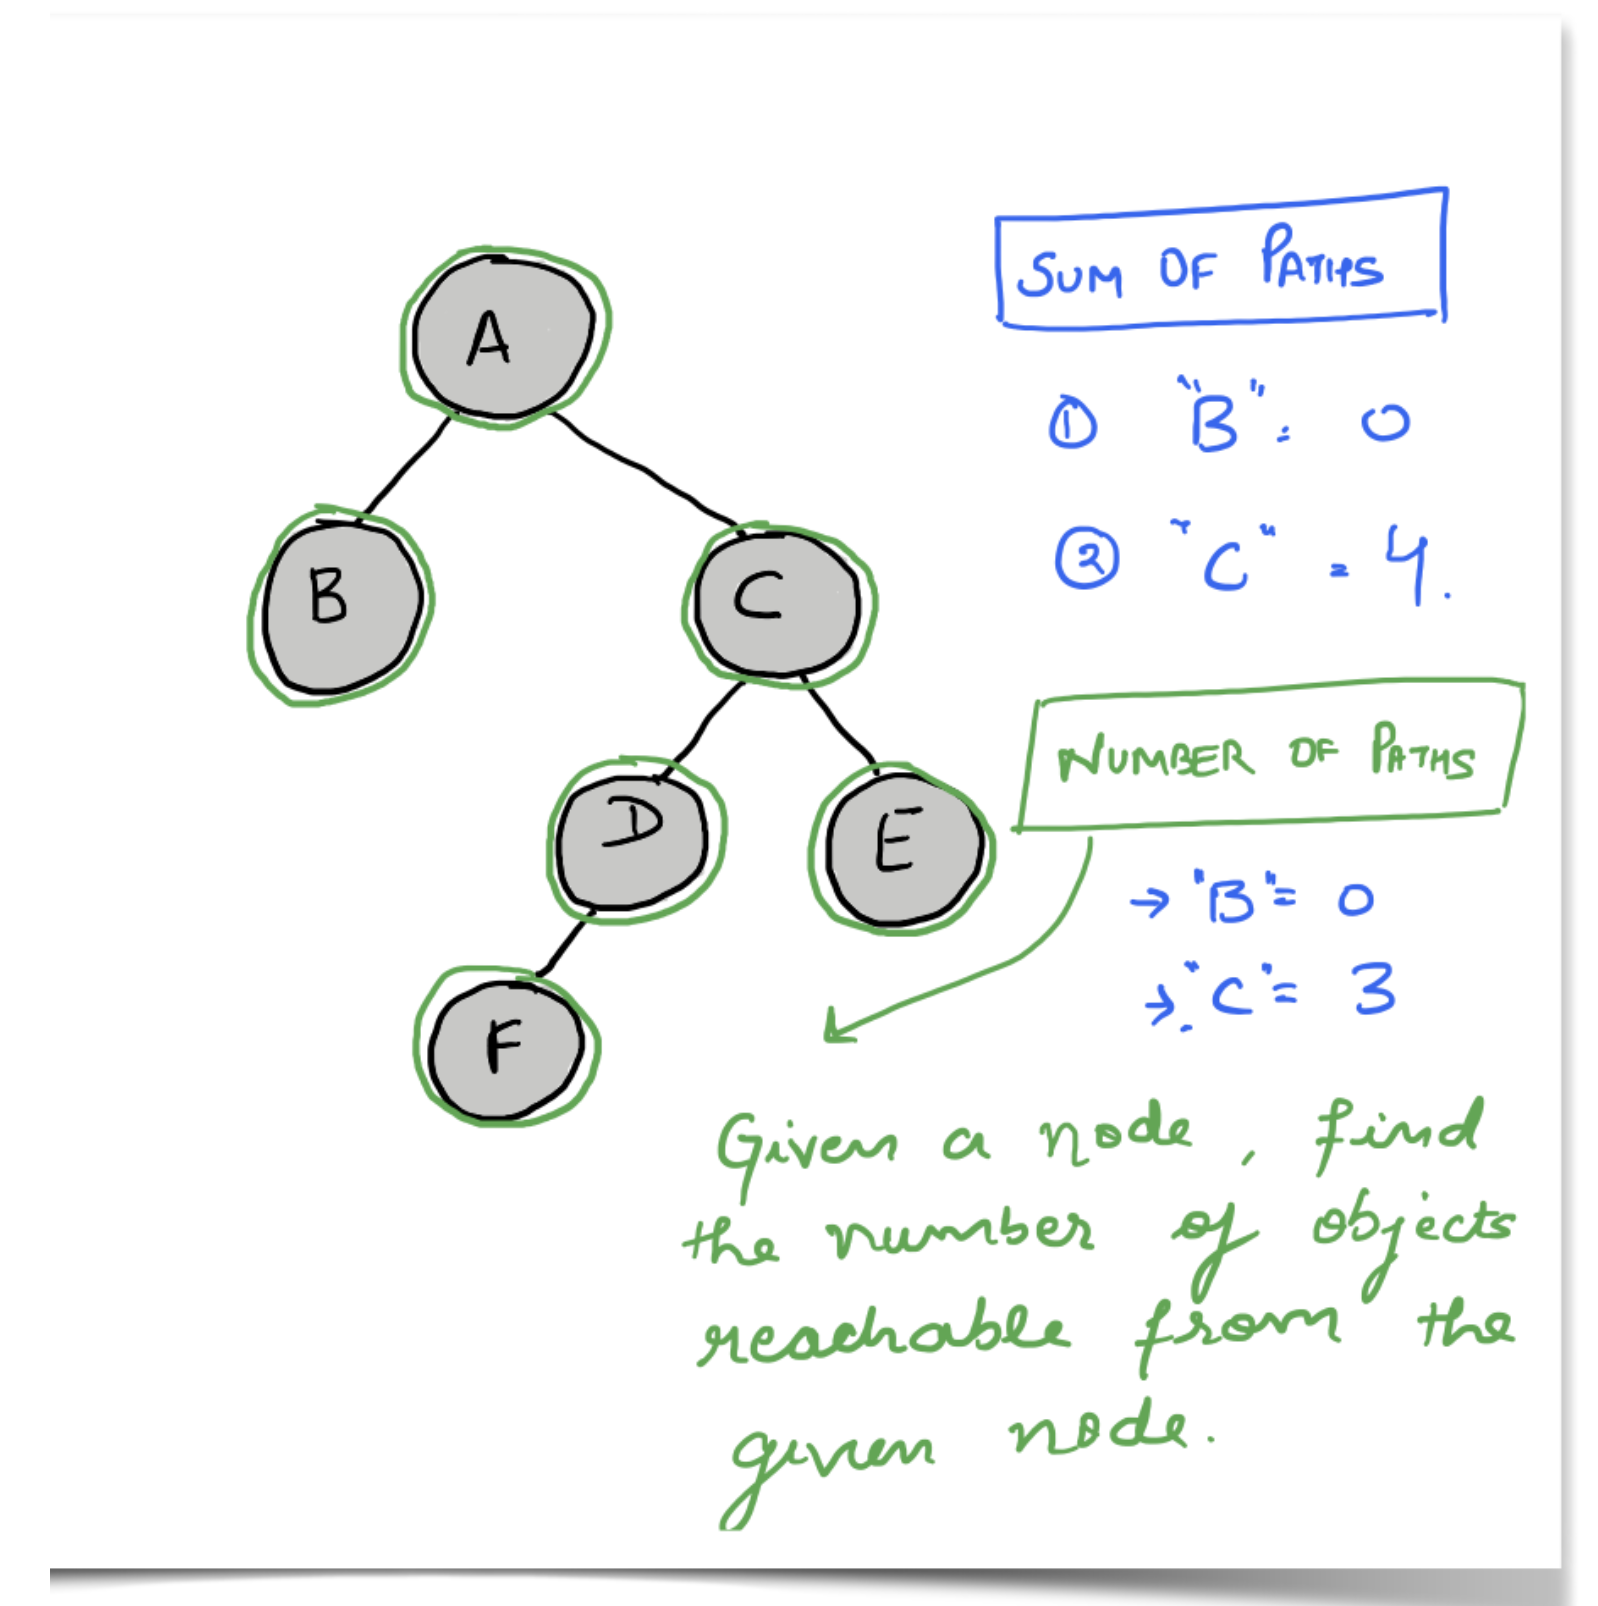 A
B
C
D
E
F
SUM OF PATHS
① "B" = 0
② "C" = 4.
NUMBER OF PATHS
→ "B" = 0
→ "C" = 3
Given a node, find
the number of objects
reachable from the
given node.